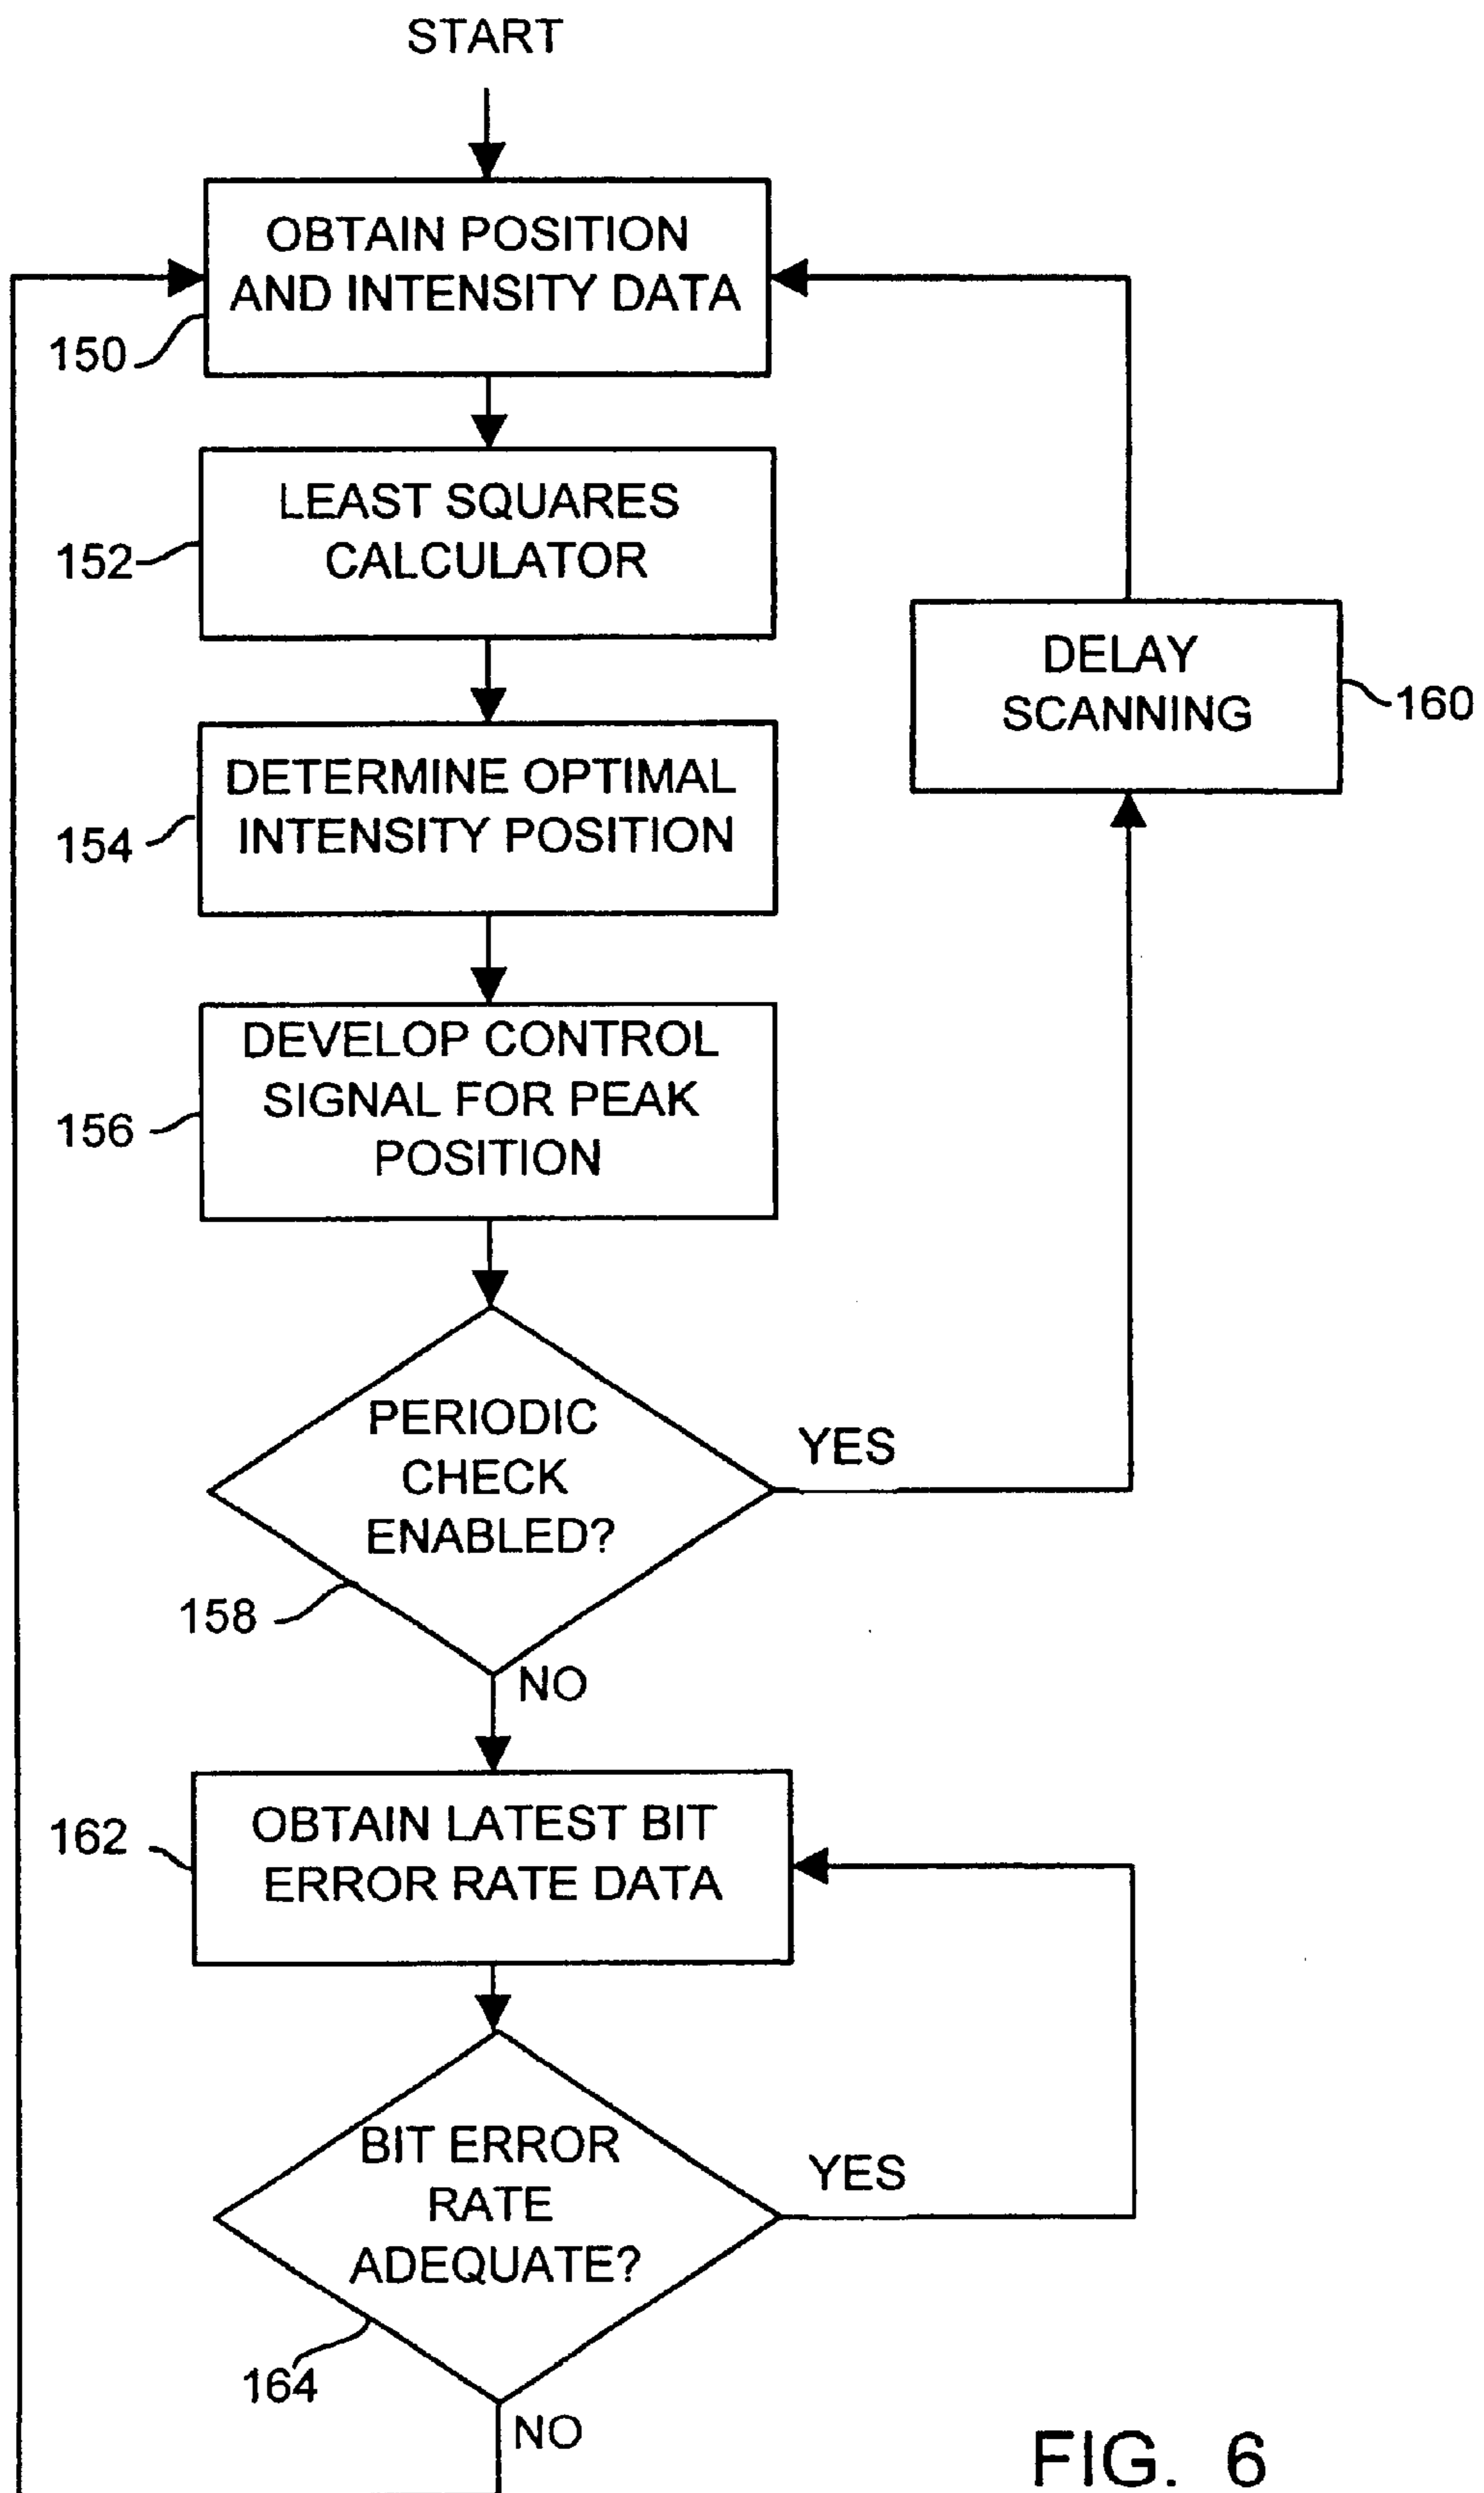 START
OBTAIN POSITION
AND INTENSITY DATA
150
LEAST SQUARES
CALCULATOR
152
DELAY
SCANNING
160
DETERMINE OPTIMAL
INTENSITY POSITION
154
DEVELOP CONTROL
SIGNAL FOR PEAK
POSITION
156
PERIODIC
CHECK
ENABLED?
YES
158
NO
OBTAIN LATEST BIT
ERROR RATE DATA
162
BIT ERROR
RATE
ADEQUATE?
YES
164
NO
FIG. 6